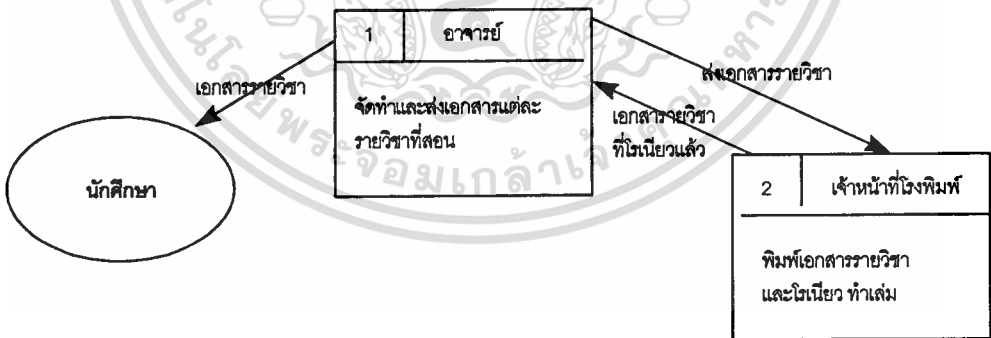 1 อาจารย์
จัดทำและส่งเอกสารแต่ละ
รายวิชาที่สอน
เอกสารรายวิชา
นักศึกษา
ส่งเอกสารรายวิชา
เอกสารรายวิชา
ที่โรเนียวแล้ว
2 เจ้าหน้าที่โรงพิมพ์
พิมพ์เอกสารรายวิชา
และโรเนียว ทำเล่ม